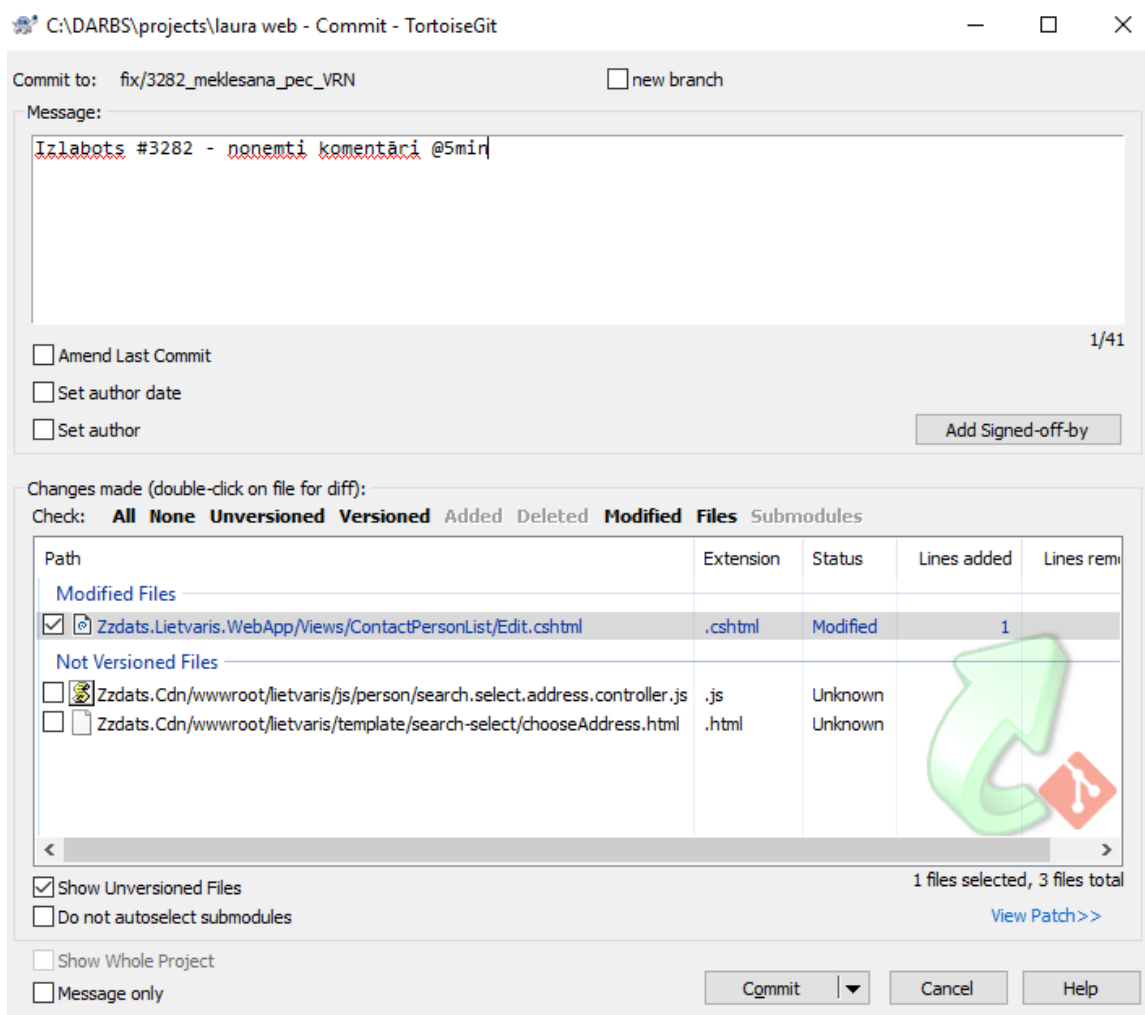 C:\DARBS\projects\laura web - Commit - TortoiseGit
Commit to: fix/3282_meklesana_pec_VRN new branch
Message:
Izlabots #3282 - nonemti komentāri @5min
1/41
Amend Last Commit
Set author date
Set author
Add Signed-off-by
Changes made (double-click on file for diff):
Check: All None Unversioned Versioned Added Deleted Modified Files Submodules
Path Extension Status Lines added Lines rem
Modified Files
Zzdats.Lietvaris.WebApp/Views/ContactPersonList/Edit.cshtml .cshtml Modified 1
Not Versioned Files
Zzdats.Cdn/wwwroot/lietvaris/js/person/search.select.address.controller.js .js Unknown
Zzdats.Cdn/wwwroot/lietvaris/template/search-select/chooseAddress.html .html Unknown
Show Unversioned Files
1 files selected, 3 files total
Do not autoselect submodules
View Patch>>
Show Whole Project
Message only
Commit Cancel Help